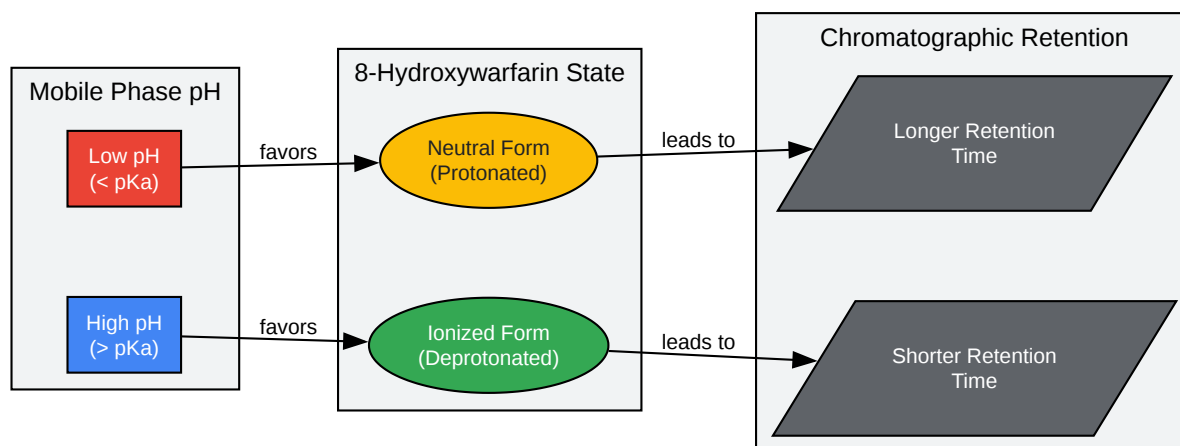 Mobile Phase pH
Low pH
(< pKa)
High pH
(> pKa)
favors
favors
8-Hydroxywarfarin State
Neutral Form
(Protonated)
Ionized Form
(Deprotonated)
leads to
leads to
Chromatographic Retention
Longer Retention
Time
Shorter Retention
Time